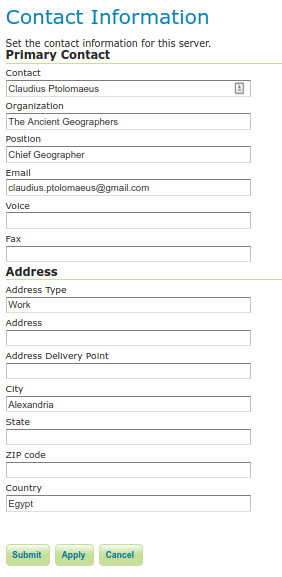 Contact Information
Set the contact information for this server.
Primary Contact
Contact
Claudius Ptolomaeus
Organization
The Ancient Geographers
Position
Chief Geographer
Email
claudius.ptolomaeus@gmail.com
Voice
Fax
Address
Address Type
Work
Address
Address Delivery Point
City
Alexandria
State
ZIP code
Country
Egypt
Submit Apply Cancel